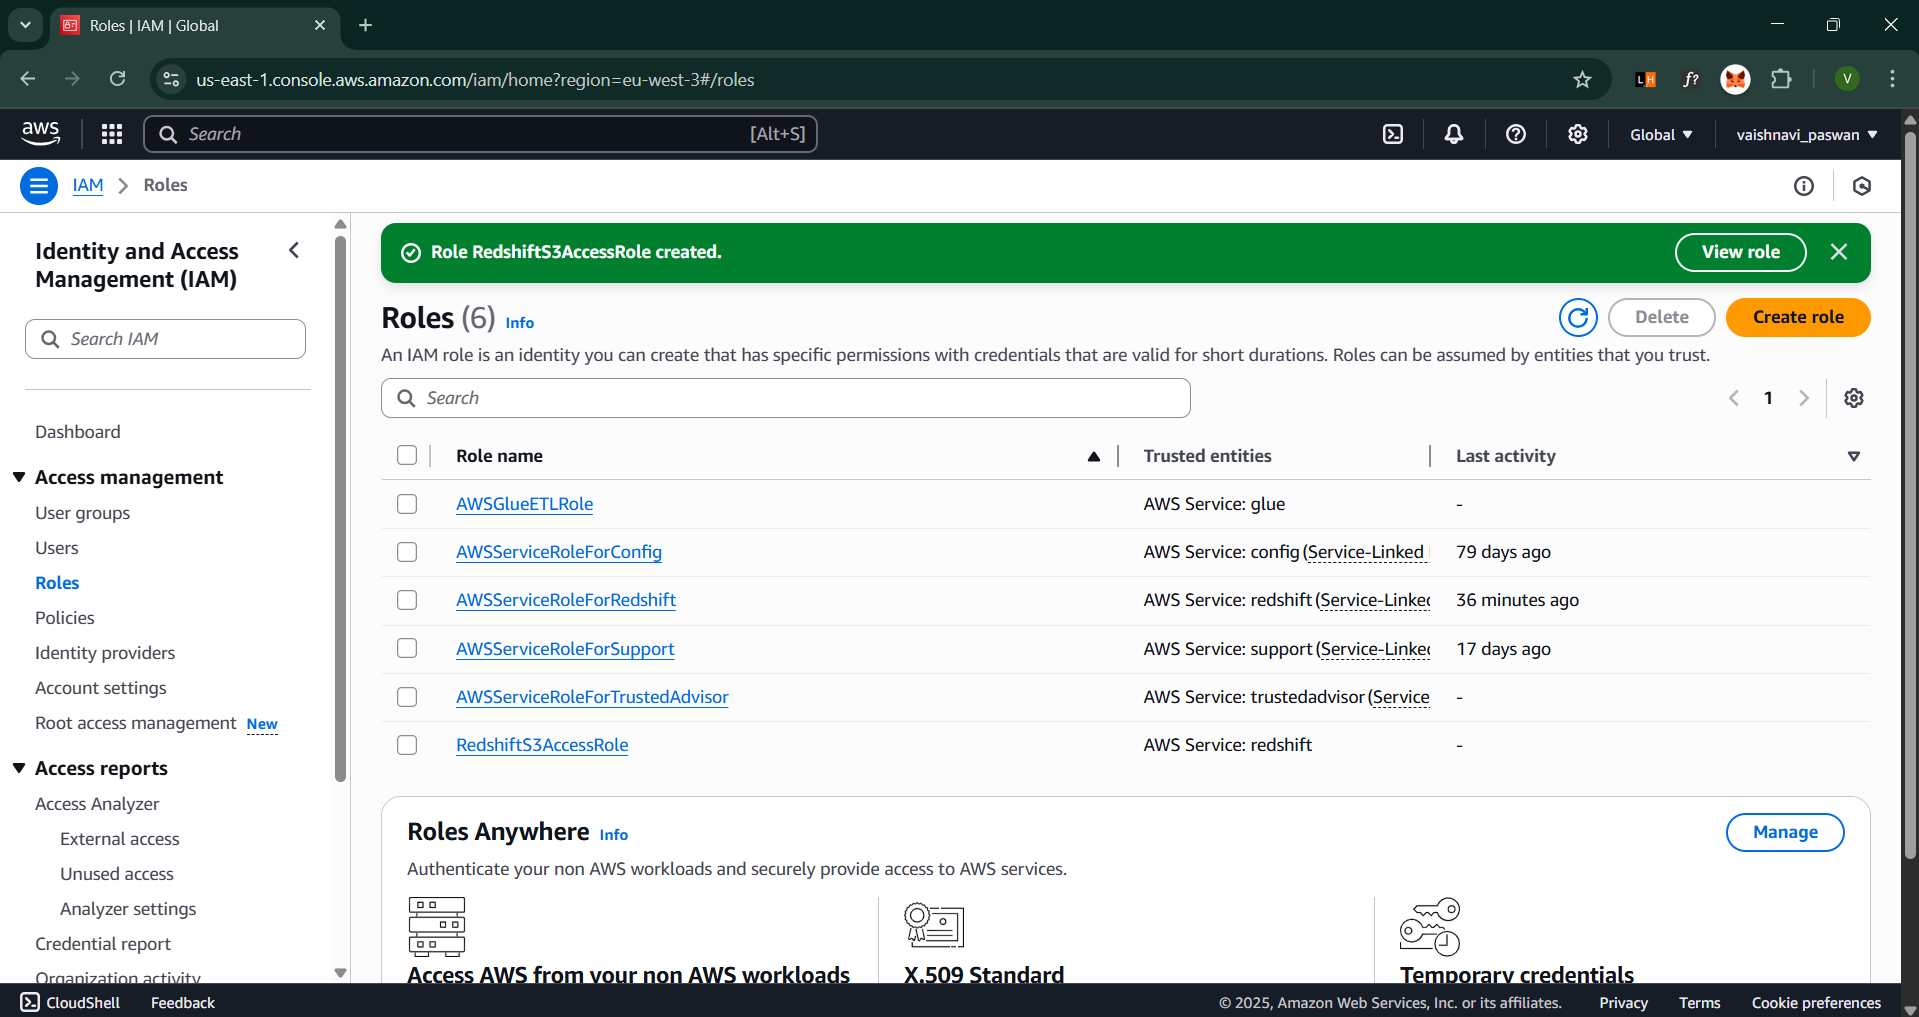 Roles | IAM | Global
us-east-1.console.aws.amazon.com/iam/home?region=eu-west-3#/roles
LH
f?
V
aws
Search [Alt+S]
Global
vaishnavi_paswan
IAM
Roles
Identity and Access
Management (IAM)
Search IAM
Dashboard
Access management
User groups
Users
Roles
Policies
Identity providers
Account settings
Root access management New
Access reports
Access Analyzer
External access
Unused access
Analyzer settings
Credential report
Organization activity
Role RedshiftS3AccessRole created.
View role
Roles (6) Info
Delete
Create role
An IAM role is an identity you can create that has specific permissions with credentials that are valid for short durations. Roles can be assumed by entities that you trust.
Search
1
Role name Trusted entities Last activity
AWSGlueETLRole AWS Service: glue -
AWSServiceRoleForConfig AWS Service: config (Service-Linked 79 days ago
AWSServiceRoleForRedshift AWS Service: redshift (Service-Linked 36 minutes ago
AWSServiceRoleForSupport AWS Service: support (Service-Linked 17 days ago
AWSServiceRoleForTrustedAdvisor AWS Service: trustedadvisor (Service -
RedshiftS3AccessRole AWS Service: redshift -
Roles Anywhere Info
Manage
Authenticate your non AWS workloads and securely provide access to AWS services.
Access AWS from your non AWS workloads
X.509 Standard
Temporary credentials
CloudShell
Feedback
© 2025, Amazon Web Services, Inc. or its affiliates.
Privacy
Terms
Cookie preferences